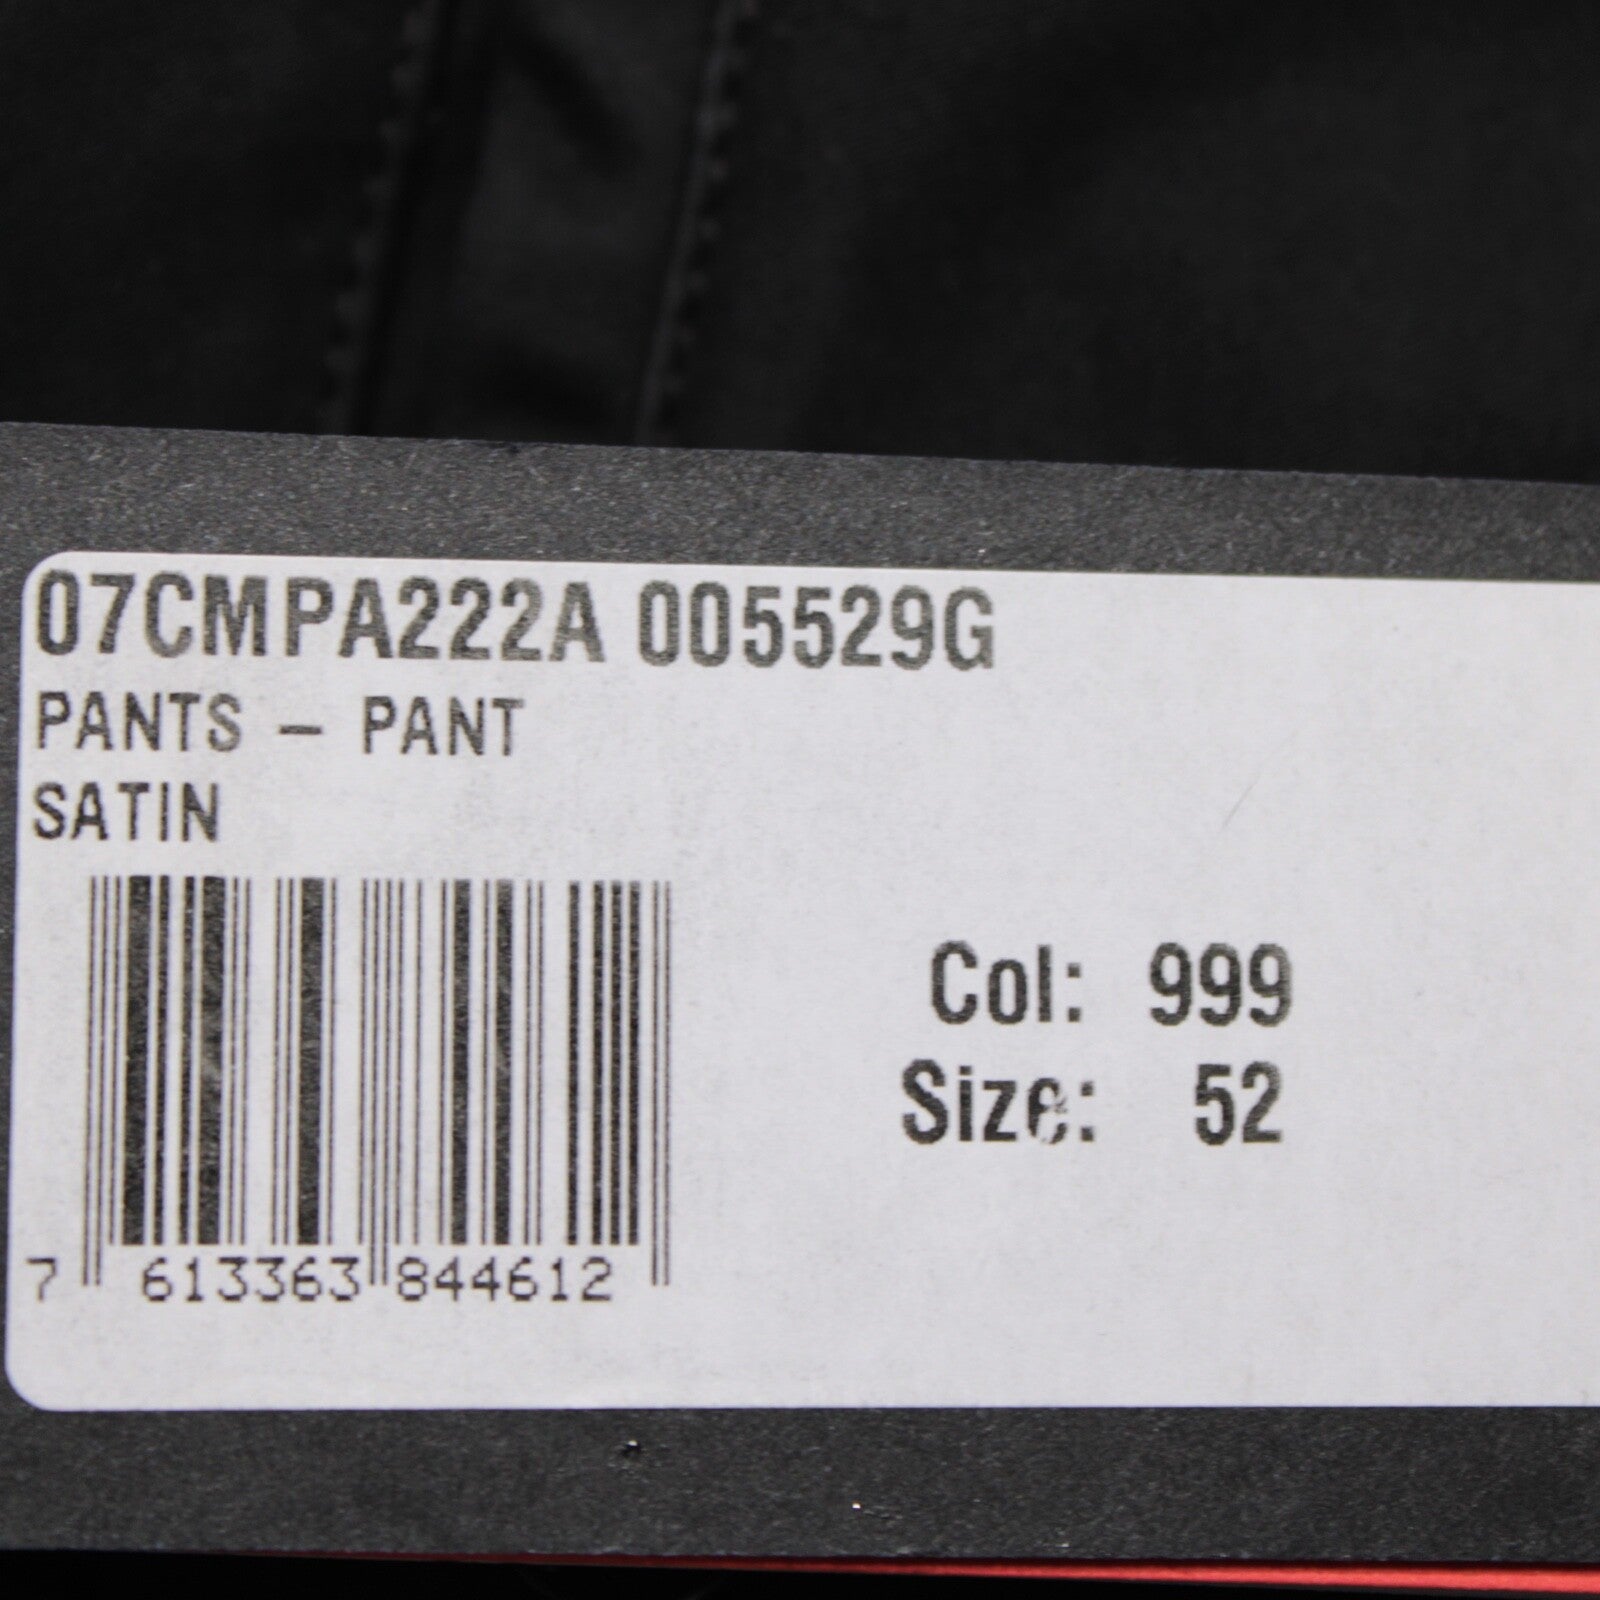 07CMPA222A 005529G
PANTS - PANT
SATIN
Col: 999
Size: 52
7 613363 844612